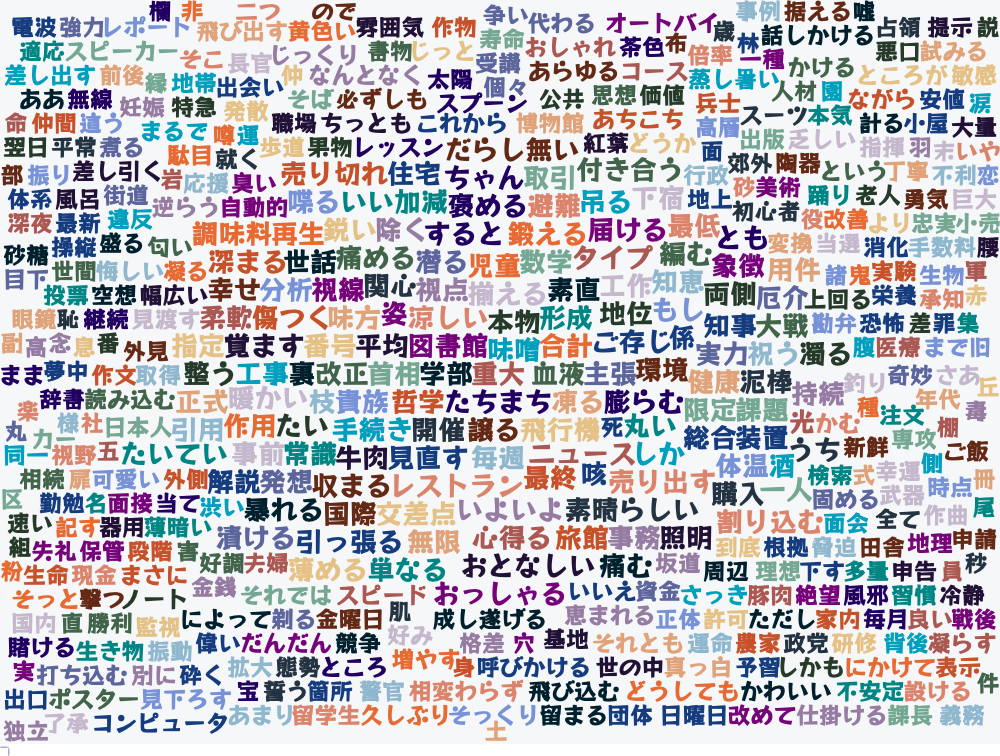 欄 非 二つ ので 争い 代わる オートバイ 事例 据える 嘘
電波 強力 レポート 飛び出す 黄色い 雰囲気 作物 寿命 おしゃれ 茶色 布 歳 林 話しかける 占領 提示 説
適応 スピーカー そこ 長官 じっくり 書物 じっと 受講 あらゆる コース 倍率 一種 かける 悪口 試みる
差し出す 前後 縁 地帯 出会い 仲 なんとなく 太陽 個々 蒸し暑い 人材 園 ところが 敏感
ああ 無線 妊娠 特急 発散 そば 必ずしも スプーン 公共 思想 価値 兵士 スーツ 本気 ながら 安値 涙
命 仲間 違う まるで 噂 運 職場 ちっとも これから 博物館 あちこち 高層 出版 乏しい 計る 小屋 大量
翌日 平常 煮る 駄目 就く 歩道 果物 レッスン だらし無い 紅葉 どうか 面 郊外 陶器 指揮 羽 末 いや
部 振り 差し引く 岩 応援 臭い 売り切れ 住宅 ちゃん 取引 付き合う 行政 砂 美術 という 丁寧 不利 恋
体系 風呂 街道 逆らう 自動的 喋る いい加減 褒める 避難 吊る 下宿 地上 初心者 踊り 老人 勇気 巨大
深夜 最新 違反 調味料 再生 鋭い 除く すると 鍛える 届ける 最低 とも 役 改善 より 忠実 小売
砂糖 操縦 盛る 匂い 深まる 世話 痛める 潜る 児童 数学 タイプ 編む 象徴 変換 当選 消化 手数料 腰
目下 世間 悔しい 凝る 幸せ 分析 視線 関心 視点 揃える 素直 工作 知恵 両側 用件 諸 鬼 実験 生物 軍
投票 空想 幅広い 柔軟 傷つく 味方 姿 涼しい 本物 形成 地位 もし 厄介 上回る 栄養 承知 赤
眼鏡 恥 継続 見渡す 知事 大戦 勘弁 恐怖 差 罪 集
副 高 念 息 番 外見 指定 覚ます 番号 平均 図書館 味噌 合計 ご存じ 係 実力 祝う 濁る 腹 医療 まで 旧
まま 夢中 作文 取得 整う 工事 裏 改正 首相 学部 重大 血液 主張 環境 健康 泥棒 持続 釣り 奇妙 さあ 丘
楽 辞書 読み込む 正式 暖かい 枝 貴族 哲学 たちまち 凍る 膨らむ 限定 課題 光 かむ 種 注文 年代 毒
丸 カー 様 社 日本人 引用 作用 たい 手続き 開催 譲る 飛行機 死 丸い 総合 装置 うち 新鮮 専攻 棚
同一 視野 五 たいてい 事前 常識 牛肉 見直す 毎週 ニュース しか 体温 酒 検索 式 幸運 側 ご飯
相続 扉 可愛い 外側 解説 発想 収まる レストラン 最終 咳 売り出す 購入 一人 固める 武器 時点 冊
区 勤勉 名 面接 当て 渋い 暴れる 国際 交差点 いよいよ 素晴らしい 割り込む 面会 全て 作曲 尾
速い 記す 器用 薄暗い 漬ける 引っ張る 無限 心得る 旅館 事務 照明 到底 根拠 脅迫 田舎 地理 申請
組 失礼 保管 段階 害 好調 夫婦 薄める 単なる おとなしい 痛む 坂道 周辺 理想 下す 多量 申告 員 秒
粉 生命 現金 まさに 金銭 それでは スピード おっしゃる いいえ 資金 さっき 豚肉 絶望 風邪 習慣 冷静
そっと 撃つ ノート によって 剃る 金曜日 肌 成し遂げる 恵まれる 正体 許可 ただし 家内 毎月 良い 戦後
国内 直 勝利 監視 偉い だんだん 競争 好み 格差 穴 基地 それとも 運命 農家 政党 研修 背後 凝らす
賭ける 生き物 振動 拡大 態勢 ところ 増やす 身 呼びかける 世の中 真っ白 予習 しかも にかけて 表示
実 打ち込む 別に 砕く 宝 誓う 箇所 警官 相変わらず 飛び込む どうしても かわいい 不安定 設ける 件
出口 ポスター 見下ろす あまり 留学生 久しぶり そっくり 留まる 団体 日曜日 改めて 仕掛ける 課長 義務
独立 了承 コンピュータ 土